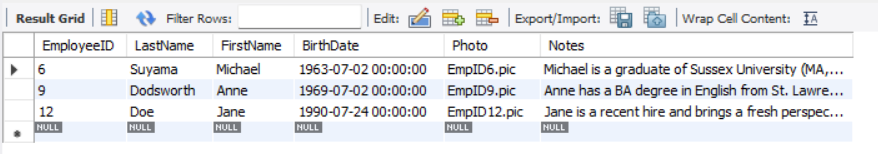 Result Grid Filter Rows: Edit: Export/Import: Wrap Cell Content: IA
EmployeeID LastName FirstName BirthDate Photo Notes
6 Suyama Michael 1963-07-02 00:00:00 EmpID6.pic Michael is a graduate of Sussex University (MA,...
9 Dodsworth Anne 1969-07-02 00:00:00 EmpID9.pic Anne has a BA degree in English from St. Lawre...
12 Doe Jane 1990-07-24 00:00:00 EmpID12.pic Jane is a recent hire and brings a fresh perspec...
NULL NULL NULL NULL NULL NULL